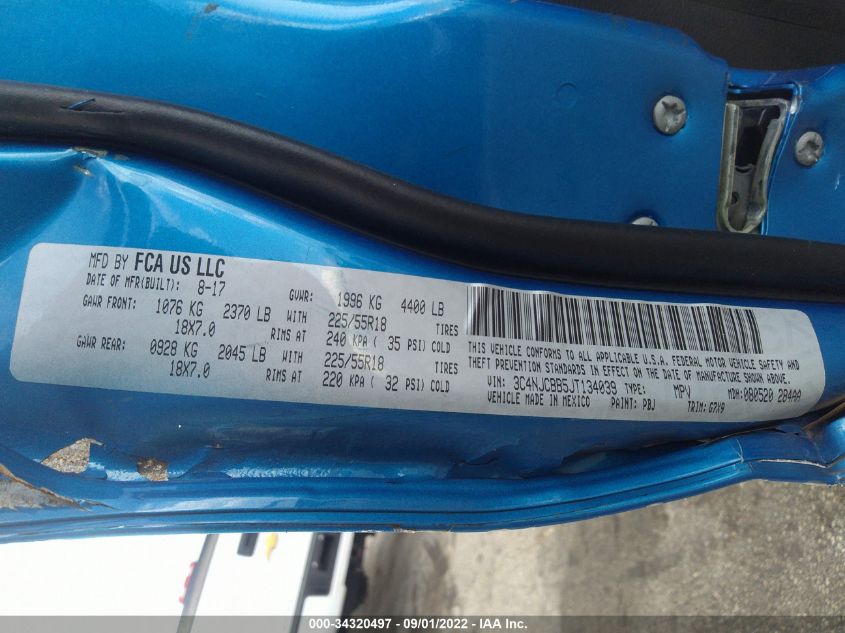 MFD BY FCA US LLC
DATE OF MFR(BUILT): 8-17 GVWR: 1996 KG 4400 LB
GAWR FRONT: 1076 KG 2370 LB WITH 225/55R18 TIRES
18X7.0 RIMS AT 240 KPA ( 35 PSI) COLD
GAWR REAR: 0928 KG 2045 LB WITH 225/55R18 TIRES
18X7.0 RIMS AT 220 KPA ( 32 PSI) COLD
THIS VEHICLE CONFORMS TO ALL APPLICABLE U.S.A. FEDERAL MOTOR VEHICLE SAFETY AND
THEFT PREVENTION STANDARDS IN EFFECT ON THE DATE OF MANUFACTURE SHOWN ABOVE.
VIN: 3C4NJCBB5JT134039 TYPE: MPV MDH: 080520 284AA
VEHICLE MADE IN MEXICO PAINT: PBJ TRIM: G7X9
000-34320497 - 09/01/2022 - IAA Inc.